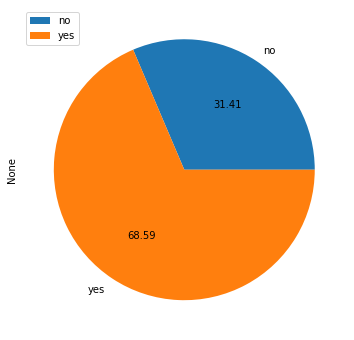 no
yes
no
31.41
None
68.59
yes